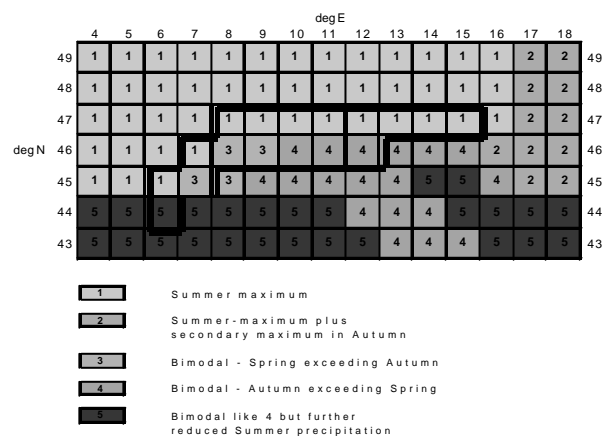 deg E
4 5 6 7 8 9 10 11 12 13 14 15 16 17 18
49 1 1 1 1 1 1 1 1 1 1 1 1 1 2 2 49
48 1 1 1 1 1 1 1 1 1 1 1 1 1 2 2 48
47 1 1 1 1 1 1 1 1 1 1 1 1 1 2 2 47
deg N 46 1 1 1 1 3 3 4 4 4 4 4 4 2 2 2 46
45 1 1 1 3 3 4 4 4 4 4 5 5 4 2 2 45
44 5 5 5 5 5 5 5 5 4 4 4 5 5 5 5 44
43 5 5 5 5 5 5 5 5 5 4 4 4 5 5 5 43
1 Summer maximum
2 Summer-maximum plus
secondary maximum in Autumn
3 Bimodal - Spring exceeding Autumn
4 Bimodal - Autumn exceeding Spring
5 Bimodal like 4 but further
reduced Summer precipitation